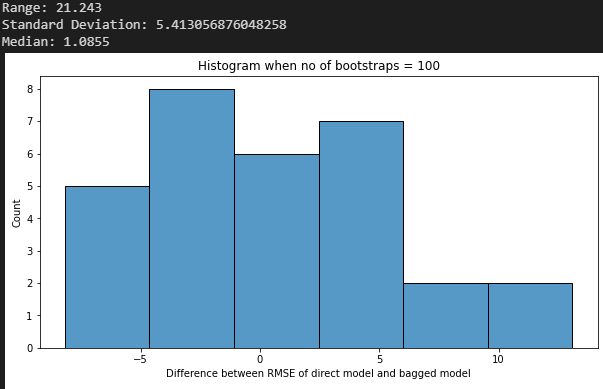 Range: 21.243
Standard Deviation: 5.413056876048258
Median: 1.0855
Histogram when no of bootstraps = 100
8
7
6
5
4
3
2
1
0
Count
−5
0
5
10
Difference between RMSE of direct model and bagged model